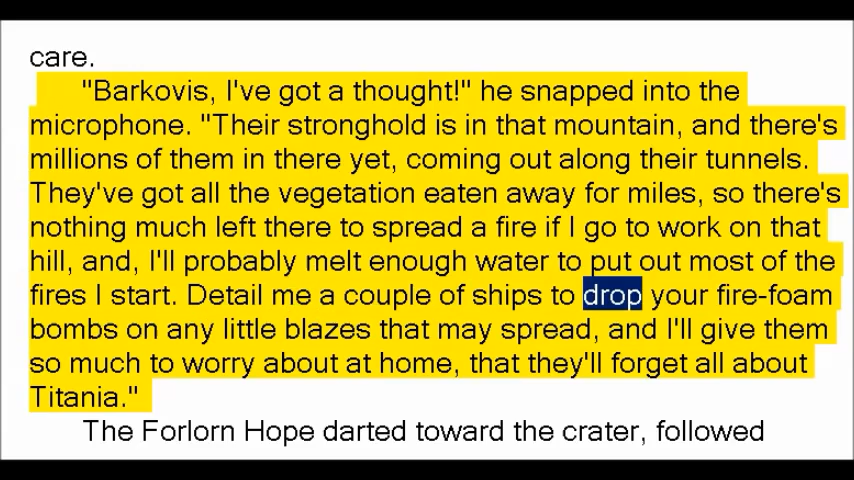 care.
"Barkovis, I've got a thought!" he snapped into the
microphone. "Their stronghold is in that mountain, and there's
millions of them in there yet, coming out along their tunnels.
They've got all the vegetation eaten away for miles, so there's
nothing much left there to spread a fire if I go to work on that
hill, and, I'll probably melt enough water to put out most of the
fires I start. Detail me a couple of ships to drop your fire-foam
bombs on any little blazes that may spread, and I'll give them
so much to worry about at home, that they'll forget all about
Titania."
The Forlorn Hope darted toward the crater, followed